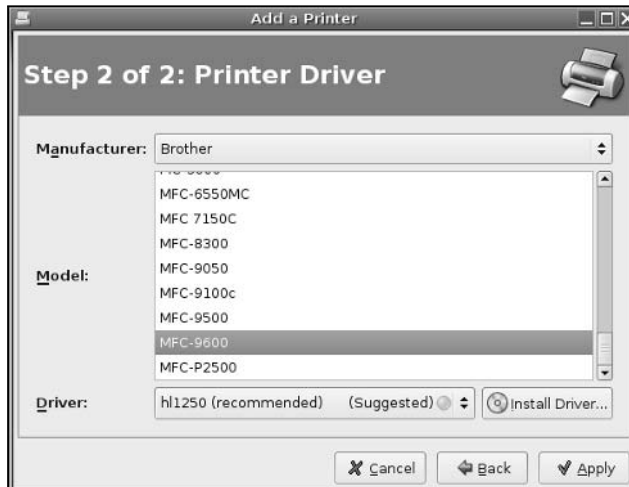 Add a Printer
Step 2 of 2: Printer Driver
Manufacturer: Brother
MFC-6550MC
MFC 7150C
MFC-8300
Model:
MFC-9050
MFC-9100c
MFC-9500
MFC-9600
MFC-P2500
Driver: hl1250 (recommended) (Suggested) Install Driver...
Cancel Back Apply